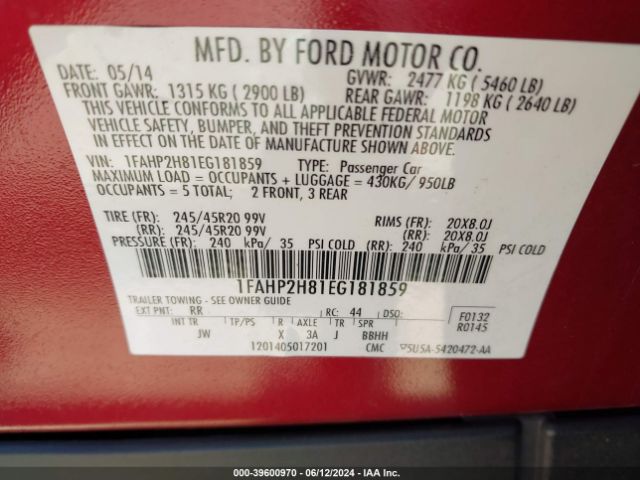 MFD. BY FORD MOTOR CO.
DATE: 05/14 GVWR: 2477 KG ( 5460 LB)
FRONT GAWR: 1315 KG ( 2900 LB) REAR GAWR: 1198 KG ( 2640 LB)
THIS VEHICLE CONFORMS TO ALL APPLICABLE FEDERAL MOTOR
VEHICLE SAFETY, BUMPER, AND THEFT PREVENTION STANDARDS
IN EFFECT ON THE DATE OF MANUFACTURE SHOWN ABOVE.
VIN: 1FAHP2H81EG181859 TYPE: Passenger Car
MAXIMUM LOAD = OCCUPANTS + LUGGAGE = 430KG/ 950LB
OCCUPANTS = 5 TOTAL; 2 FRONT, 3 REAR
TIRE (FR): 245/45R20 99V RIMS (FR): 20X8.0J
(RR): 245/45R20 99V (RR): 20X8.0J
PRESSURE (FR): 240 kPa/ 35 PSI COLD (RR): 240 kPa/ 35 PSI COLD
1FAHP2H81EG181859
TRAILER TOWING - SEE OWNER GUIDE
EXT PNT: RR RC: 44 DSO: F0132
INT TR TP/PS R AXLE TR SPR R0145
JW X 3A J BBHH
1201405017201 CMC 5U5A-5420472-AA
000-39600970 - 06/12/2024 - IAAI.COM